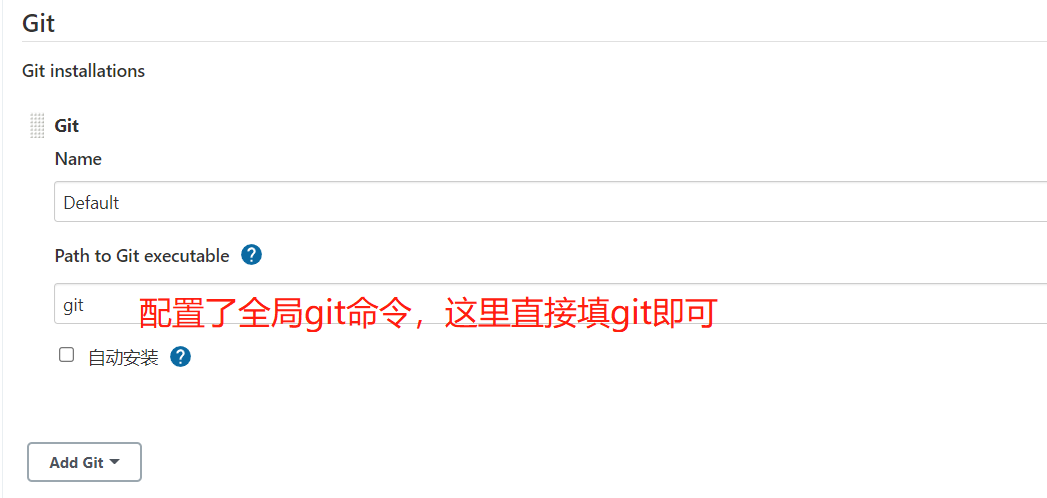 Git
Git installations
Git
Name
Default
Path to Git executable ?
git 配置了全局git命令，这里直接填git即可
自动安装 ?
Add Git